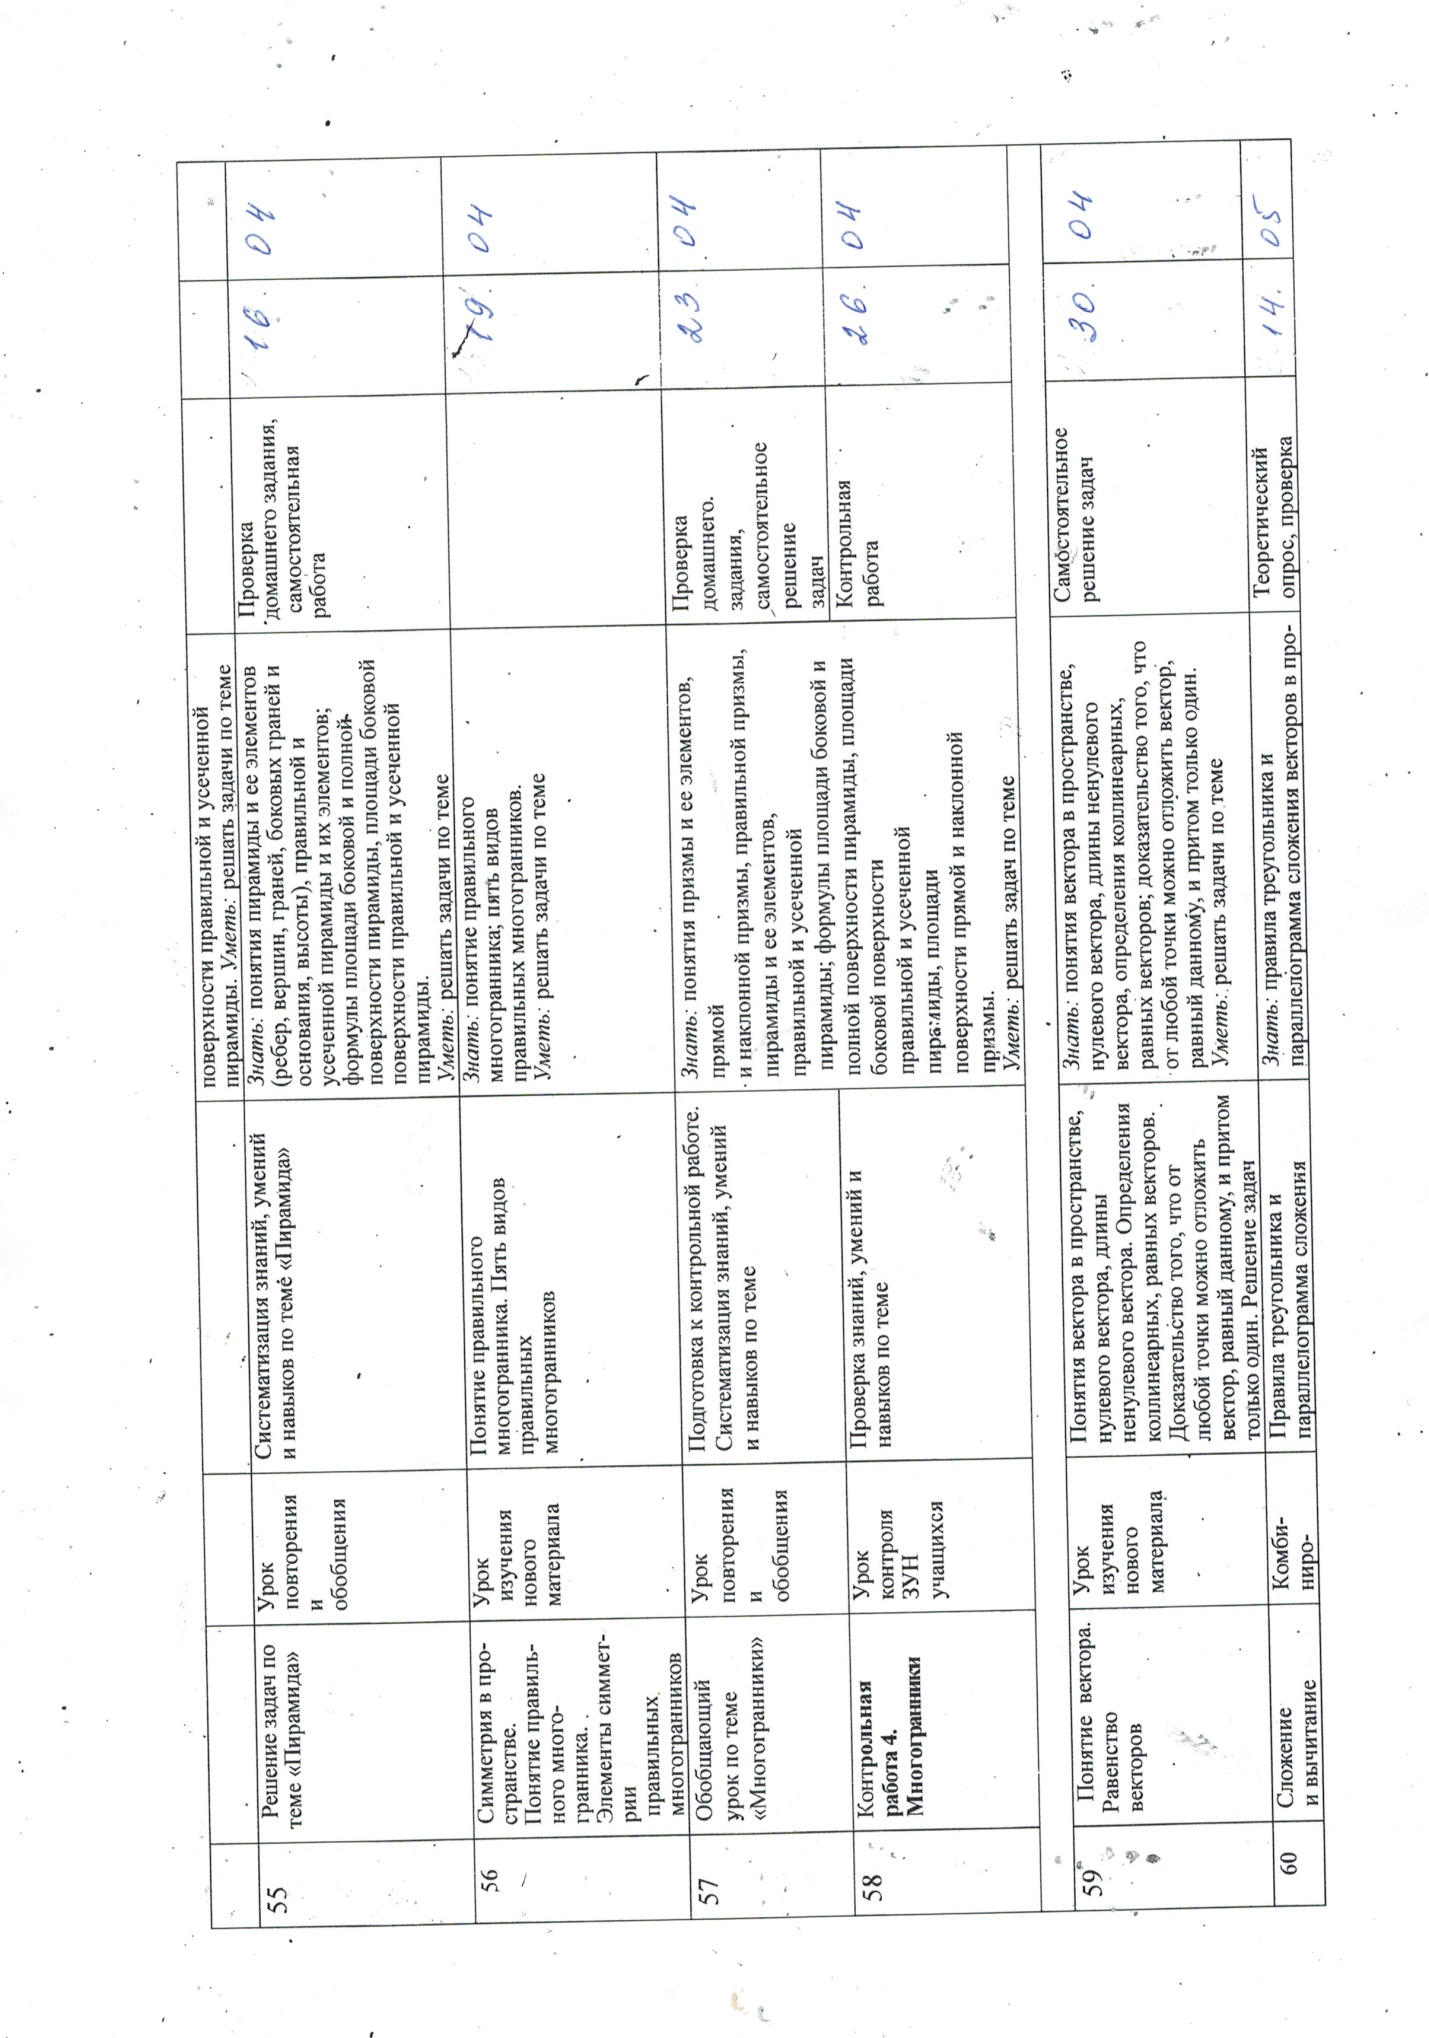 поверхности правильной и усеченной
пирамиды. Уметь: решать задачи по теме
55
Решение задач по
теме «Пирамида»
Урок
повторения
и
обобщения
Систематизация знаний, умений
и навыков по теме «Пирамида»
Знать: понятия пирамиды и ее элементов
(ребер, вершин, граней, боковых граней и
основания, высоты), правильной и
усеченной пирамиды и их элементов;
формулы площади боковой и полной
поверхности пирамиды, площади боковой
поверхности правильной и усеченной
пирамиды.
Уметь: решать задачи по теме
Проверка
домашнего задания,
самостоятельная
работа
16.
04
56
Симметрия в про-
странстве.
Понятие правиль-
ного много-
гранника.
Элементы симмет-
рии
правильных
многогранников
Урок
изучения
нового
материала
Понятие правильного
многогранника. Пять видов
правильных
многогранников
Знать: понятие правильного
многогранника; пять видов
правильных многогранников.
Уметь: решать задачи по теме
19.
04
57
Обобщающий
урок по теме
«Многогранники»
Урок
повторения
и
обобщения
Подготовка к контрольной работе.
Систематизация знаний, умений
и навыков по теме
Знать: понятия призмы и ее элементов,
прямой
и наклонной призмы, правильной призмы,
пирамиды и ее элементов,
правильной и усеченной
пирамиды; формулы площади боковой и
полной поверхности пирамиды, площади
боковой поверхности
правильной и усеченной
пирамиды, площади
поверхности прямой и наклонной
призмы.
Уметь: решать задач по теме
Проверка
домашнего.
задания,
самостоятельное
решение
задач
23.
04
58
Контрольная
работа 4.
Многогранники
Урок
контроля
ЗУН
учащихся
Проверка знаний, умений и
навыков по теме
Контрольная
работа
26.
04
59
Понятие вектора.
Равенство
векторов
Урок
изучения
нового
материала
Понятия вектора в пространстве,
нулевого вектора, длины
ненулевого вектора. Определения
коллинеарных, равных векторов.
Доказательство того, что от
любой точки можно отложить
вектор, равный данному, и притом
только один. Решение задач
Знать: понятия вектора в пространстве,
нулевого вектора, длины ненулевого
вектора, определения коллинеарных,
равных векторов; доказательство того, что
от любой точки можно отложить вектор,
равный данному, и притом только один.
Уметь: решать задачи по теме
Самостоятельное
решение задач
30.
04
60
Сложение
и вычитание
Комби-
ниро-
Правила треугольника и
параллелограмма сложения
Знать: правила треугольника и
параллелограмма сложения векторов в про-
Теоретический
опрос, проверка
14.
05